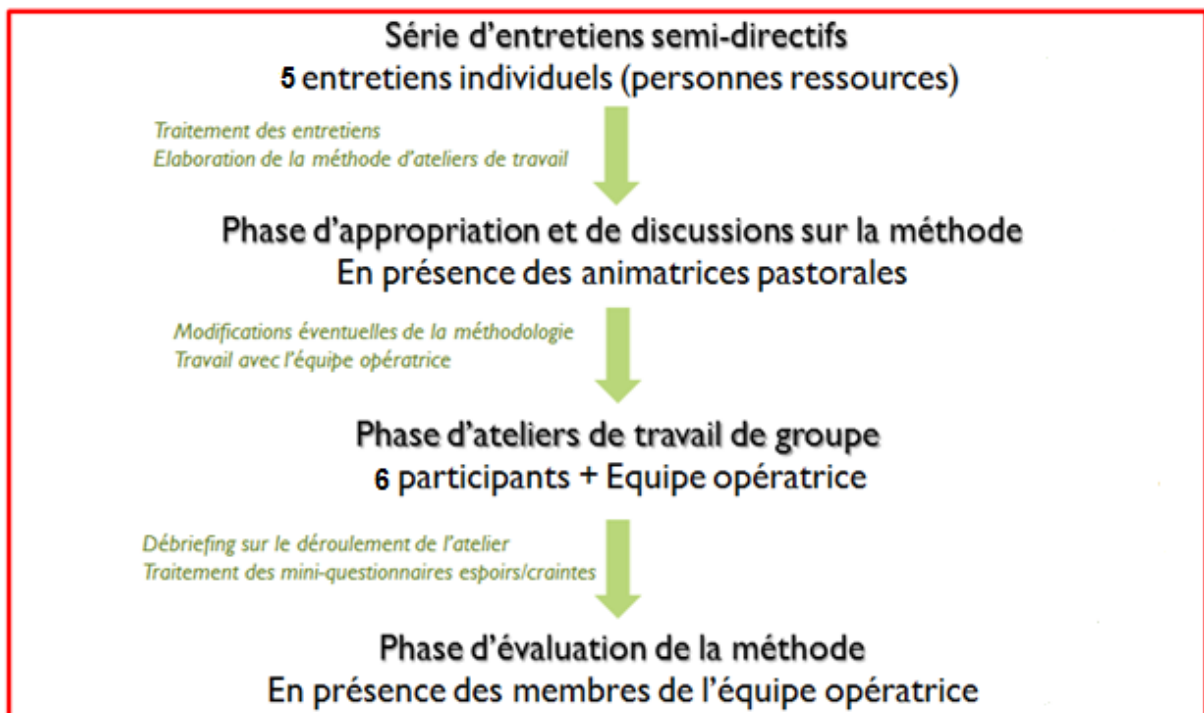 Série d’entretiens semi-directifs
5 entretiens individuels (personnes ressources)
Traitement des entretiens
Elaboration de la méthode d’ateliers de travail
Phase d’appropriation et de discussions sur la méthode
En présence des animatrices pastorales
Modifications éventuelles de la méthodologie
Travail avec l’équipe opératrice
Phase d’ateliers de travail de groupe
6 participants + Equipe opératrice
Débriefing sur le déroulement de l’atelier
Traitement des mini-questionnaires espoirs/craintes
Phase d’évaluation de la méthode
En présence des membres de l’équipe opératrice